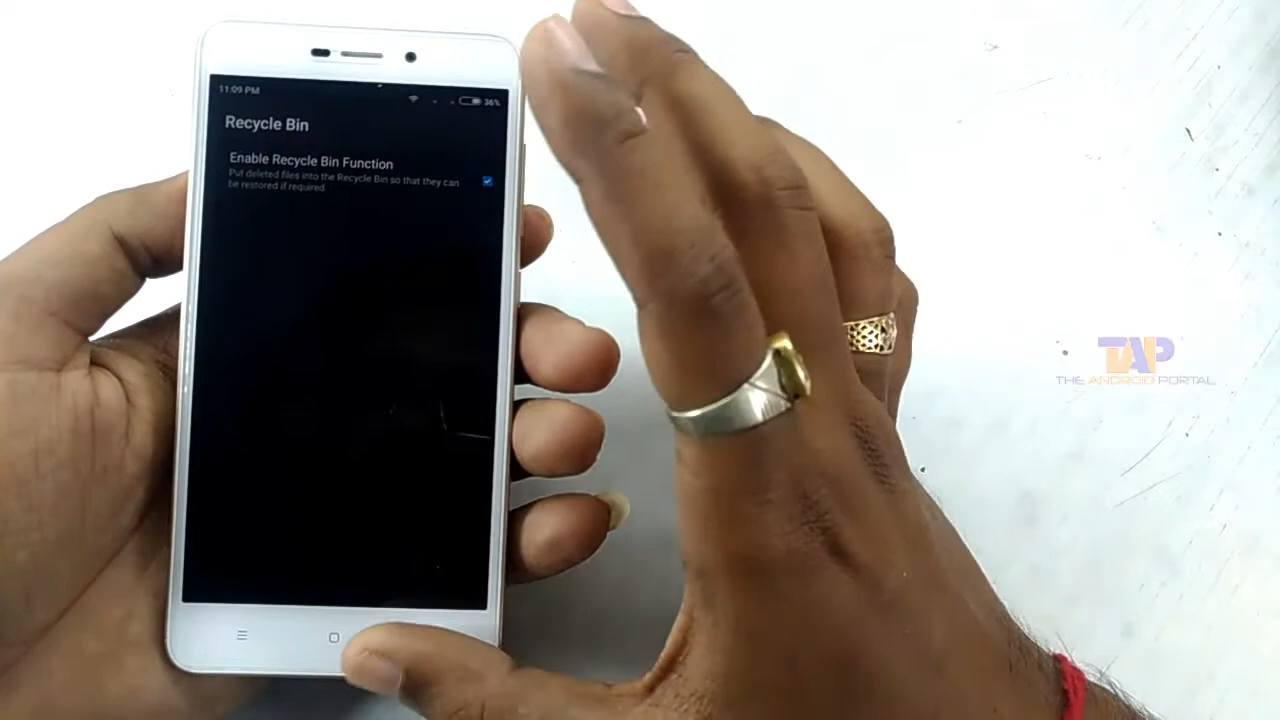 11:09 PM
36%
Recycle Bin
Enable Recycle Bin Function
Put deleted files into the Recycle Bin so that they can
be restored if required
TAP
THE ANDROID PORTAL